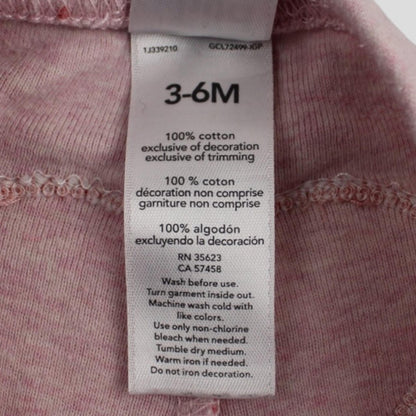 1J339210 GCL72499-IGP
3-6M
100% cotton
exclusive of decoration
exclusive of trimming
100 % coton
décoration non comprise
garniture non comprise
100% algodón
excluyendo la decoración
RN 35623
CA 57458
Wash before use.
Turn garment inside out.
Machine wash cold with
like colors.
Use only non-chlorine
bleach when needed.
Tumble dry medium.
Warm iron if needed.
Do not iron decoration.